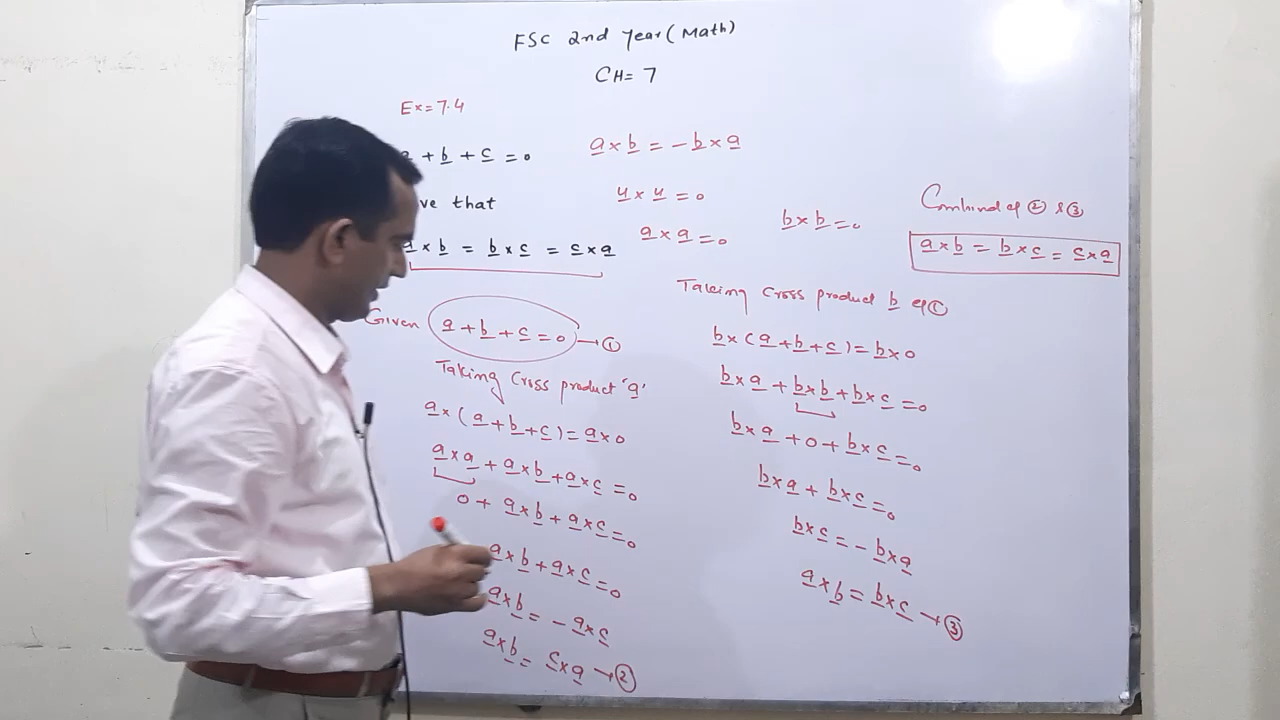 FSC 2nd Year (Math)
CH= 7
Ex= 7.4
a + b + c = 0
ve that
a × b = b × c = c × a
a × b = - b × a
u × u = 0
a × a = 0
b × b = 0
Given a + b + c = 0 → ①
Taking Cross product 'a'
a × (a + b + c) = a × 0
a × a + a × b + a × c = 0
0 + a × b + a × c = 0
a × b + a × c = 0
a × b = - a × c
a × b = c × a → ②
Taking Cross product b of ①
b × (a + b + c) = b × 0
b × a + b × b + b × c = 0
b × a + 0 + b × c = 0
b × a + b × c = 0
b × c = - b × a
a × b = b × c → ③
Combined of ② & ③
a × b = b × c = c × a